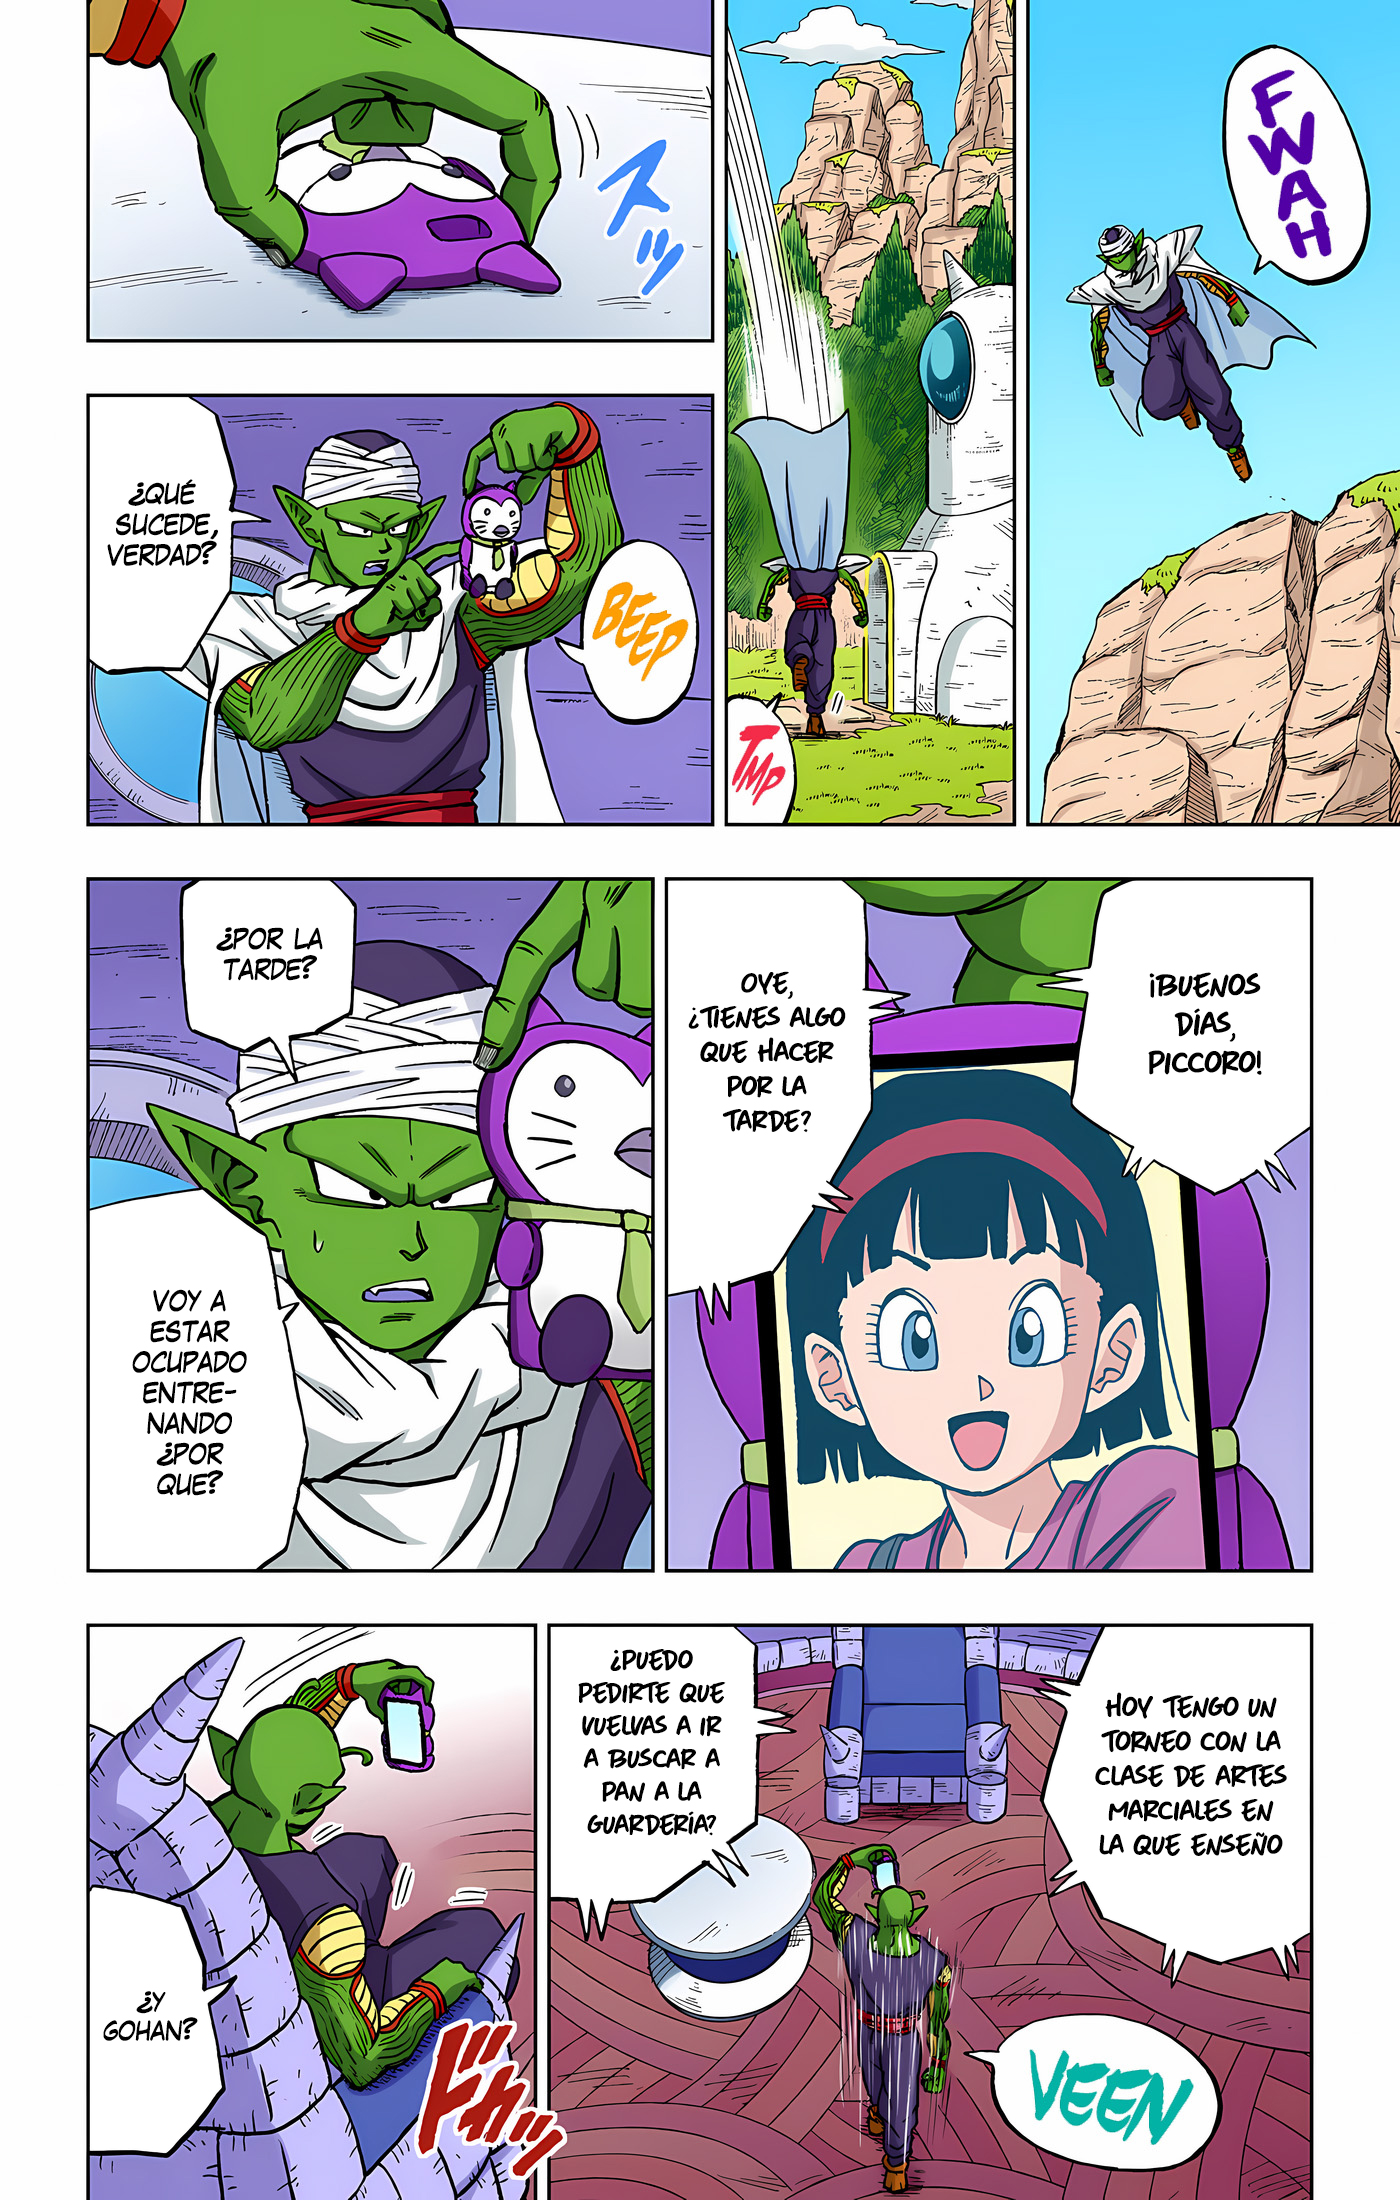 FWAH
TMP
スッ
¿QUÉ
SUCEDE,
VERDAD?
BEEP
¡BUENOS
DÍAS,
PICCORO!
OYE,
¿TIENES ALGO
QUE HACER
POR LA
TARDE?
¿POR LA
TARDE?
VOY A
ESTAR
OCUPADO
ENTRE-
NANDO
¿POR
QUE?
HOY TENGO UN
TORNEO CON LA
CLASE DE ARTES
MARCIALES EN
LA QUE ENSEÑO
¿PUEDO
PEDIRTE QUE
VUELVAS A IR
A BUSCAR A
PAN A LA
GUARDERÍA?
VEEN
¿Y
GOHAN?
ドカッ